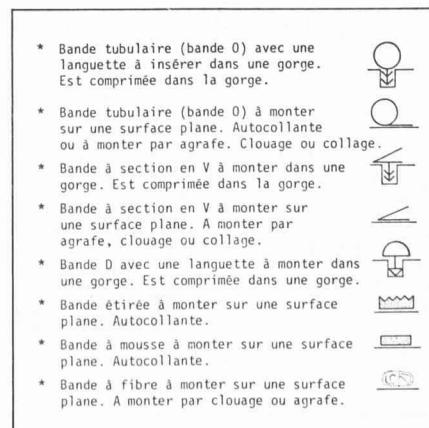 * Bande tubulaire (bande O) avec une
languette à insérer dans une gorge.
Est comprimée dans la gorge.
* Bande tubulaire (bande O) à monter
sur une surface plane. Autocollante
ou à monter par agrafe. Clouage ou collage.
* Bande à section en V à monter dans une
gorge. Est comprimée dans la gorge.
* Bande à section en V à monter sur
une surface plane. A monter par
agrafe, clouage ou collage.
* Bande D avec une languette à monter dans
une gorge. Est comprimée dans une gorge.
* Bande étirée à monter sur une surface
plane. Autocollante.
* Bande à mousse à monter sur une surface
plane. Autocollante.
* Bande à fibre à monter sur une surface
plane. A monter par clouage ou agrafe.